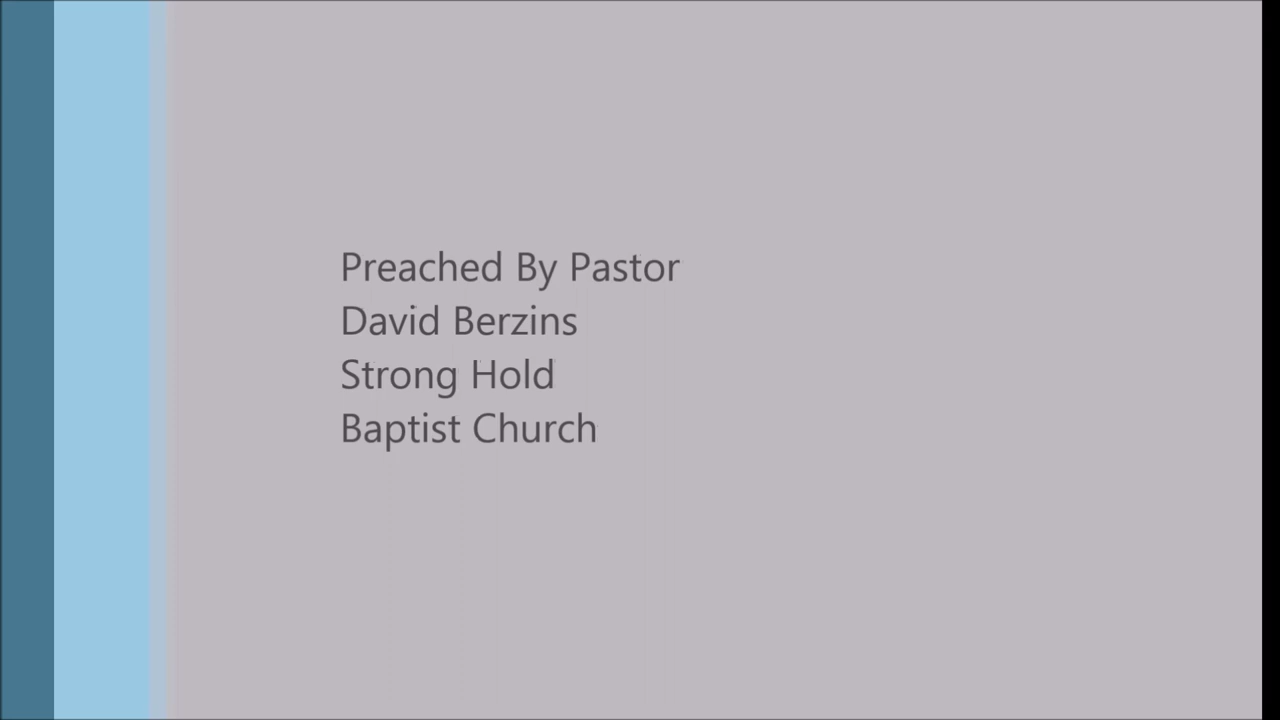 Preached By Pastor
David Berzins
Strong Hold
Baptist Church